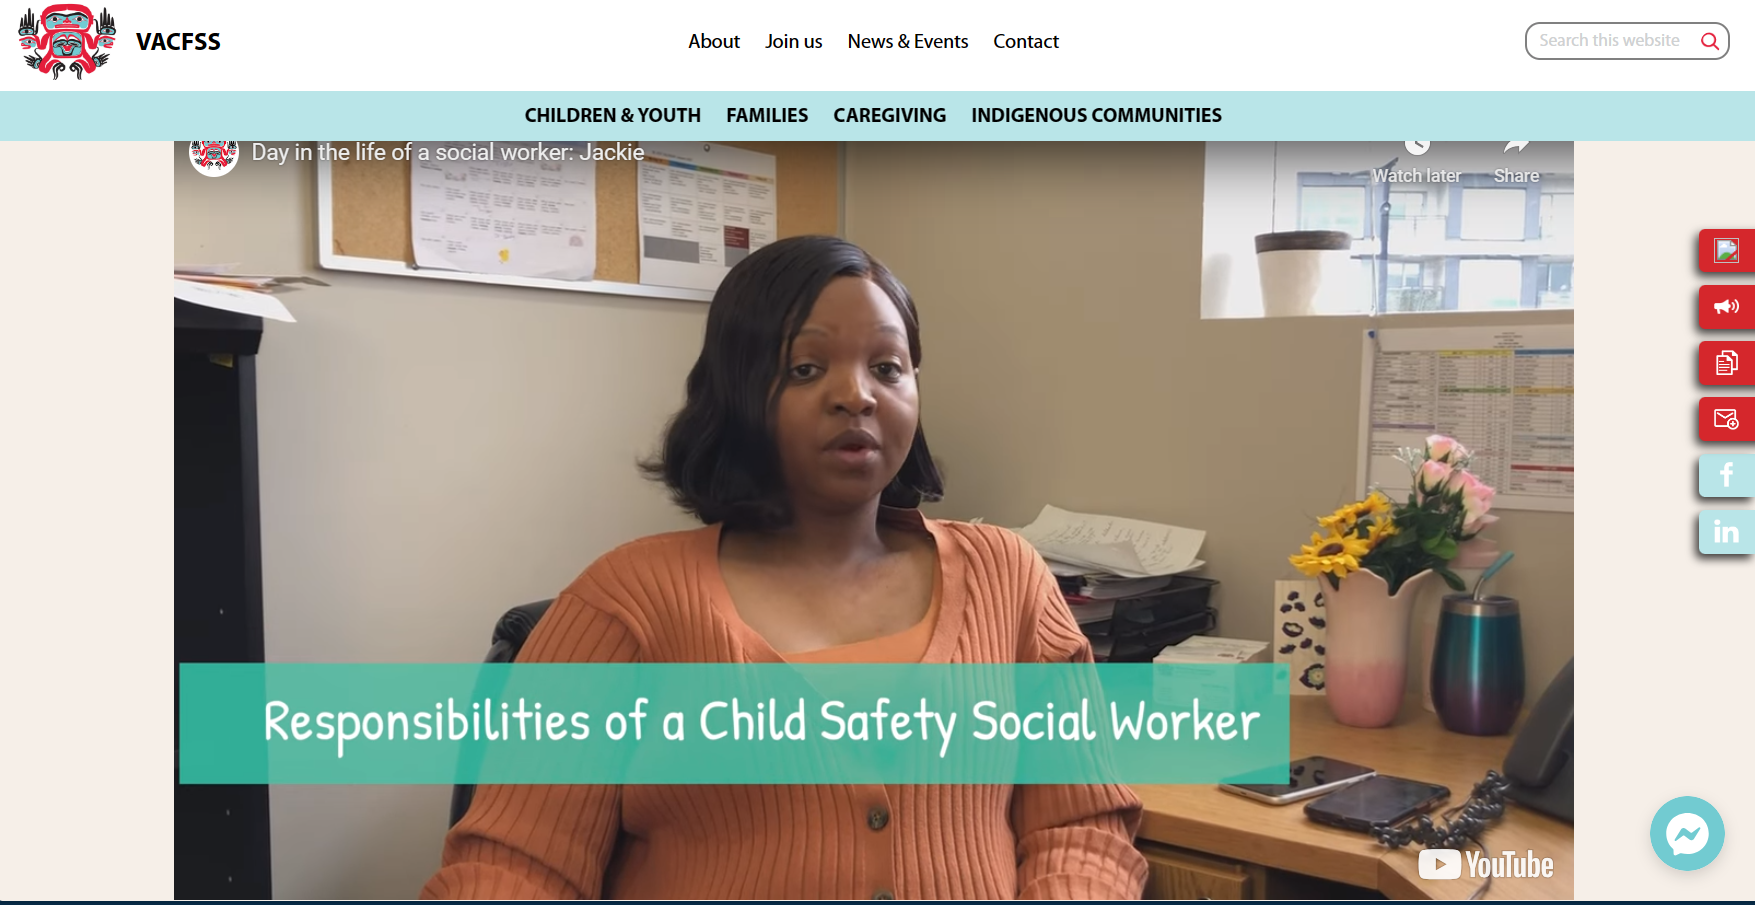 VACFSS
About Join us News & Events Contact
Search this website
CHILDREN & YOUTH FAMILIES CAREGIVING INDIGENOUS COMMUNITIES
Day in the life of a social worker: Jackie
Watch later Share
Responsibilities of a Child Safety Social Worker
YouTube